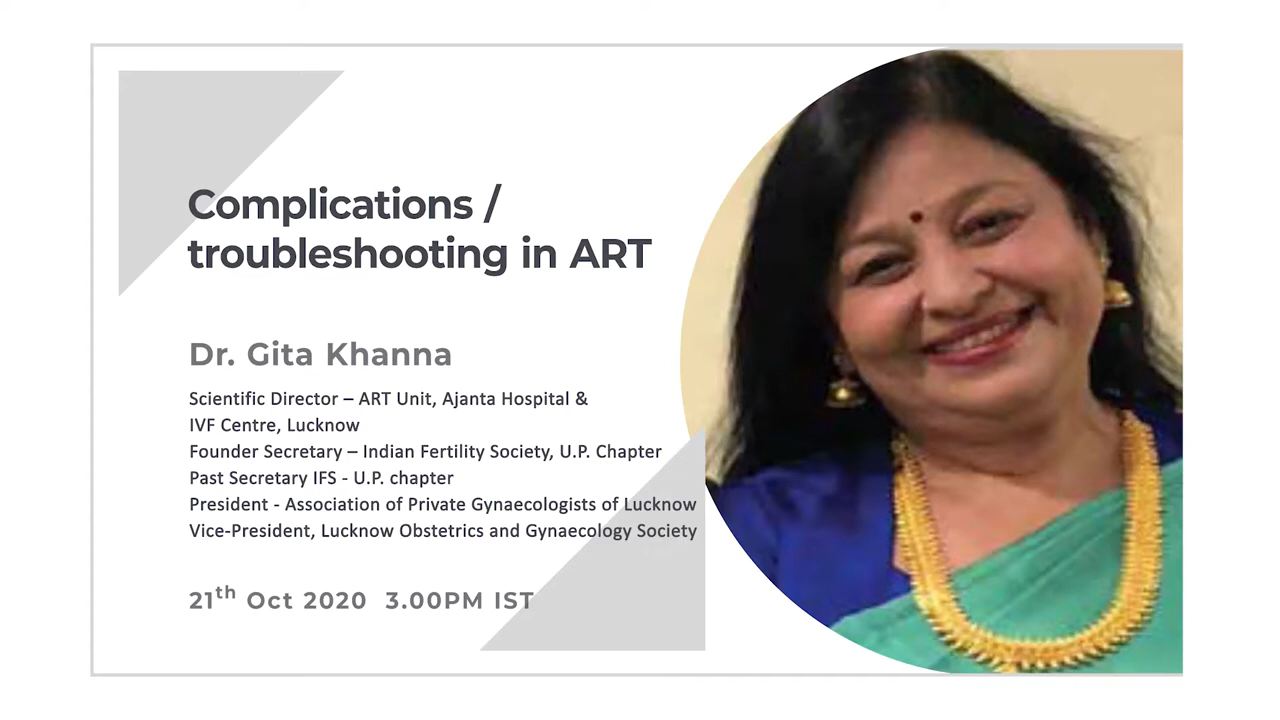 Complications /
troubleshooting in ART
Dr. Gita Khanna
Scientific Director – ART Unit, Ajanta Hospital &
IVF Centre, Lucknow
Founder Secretary – Indian Fertility Society, U.P. Chapter
Past Secretary IFS - U.P. chapter
President - Association of Private Gynaecologists of Lucknow
Vice-President, Lucknow Obstetrics and Gynaecology Society
21th Oct 2020 3.00PM IST